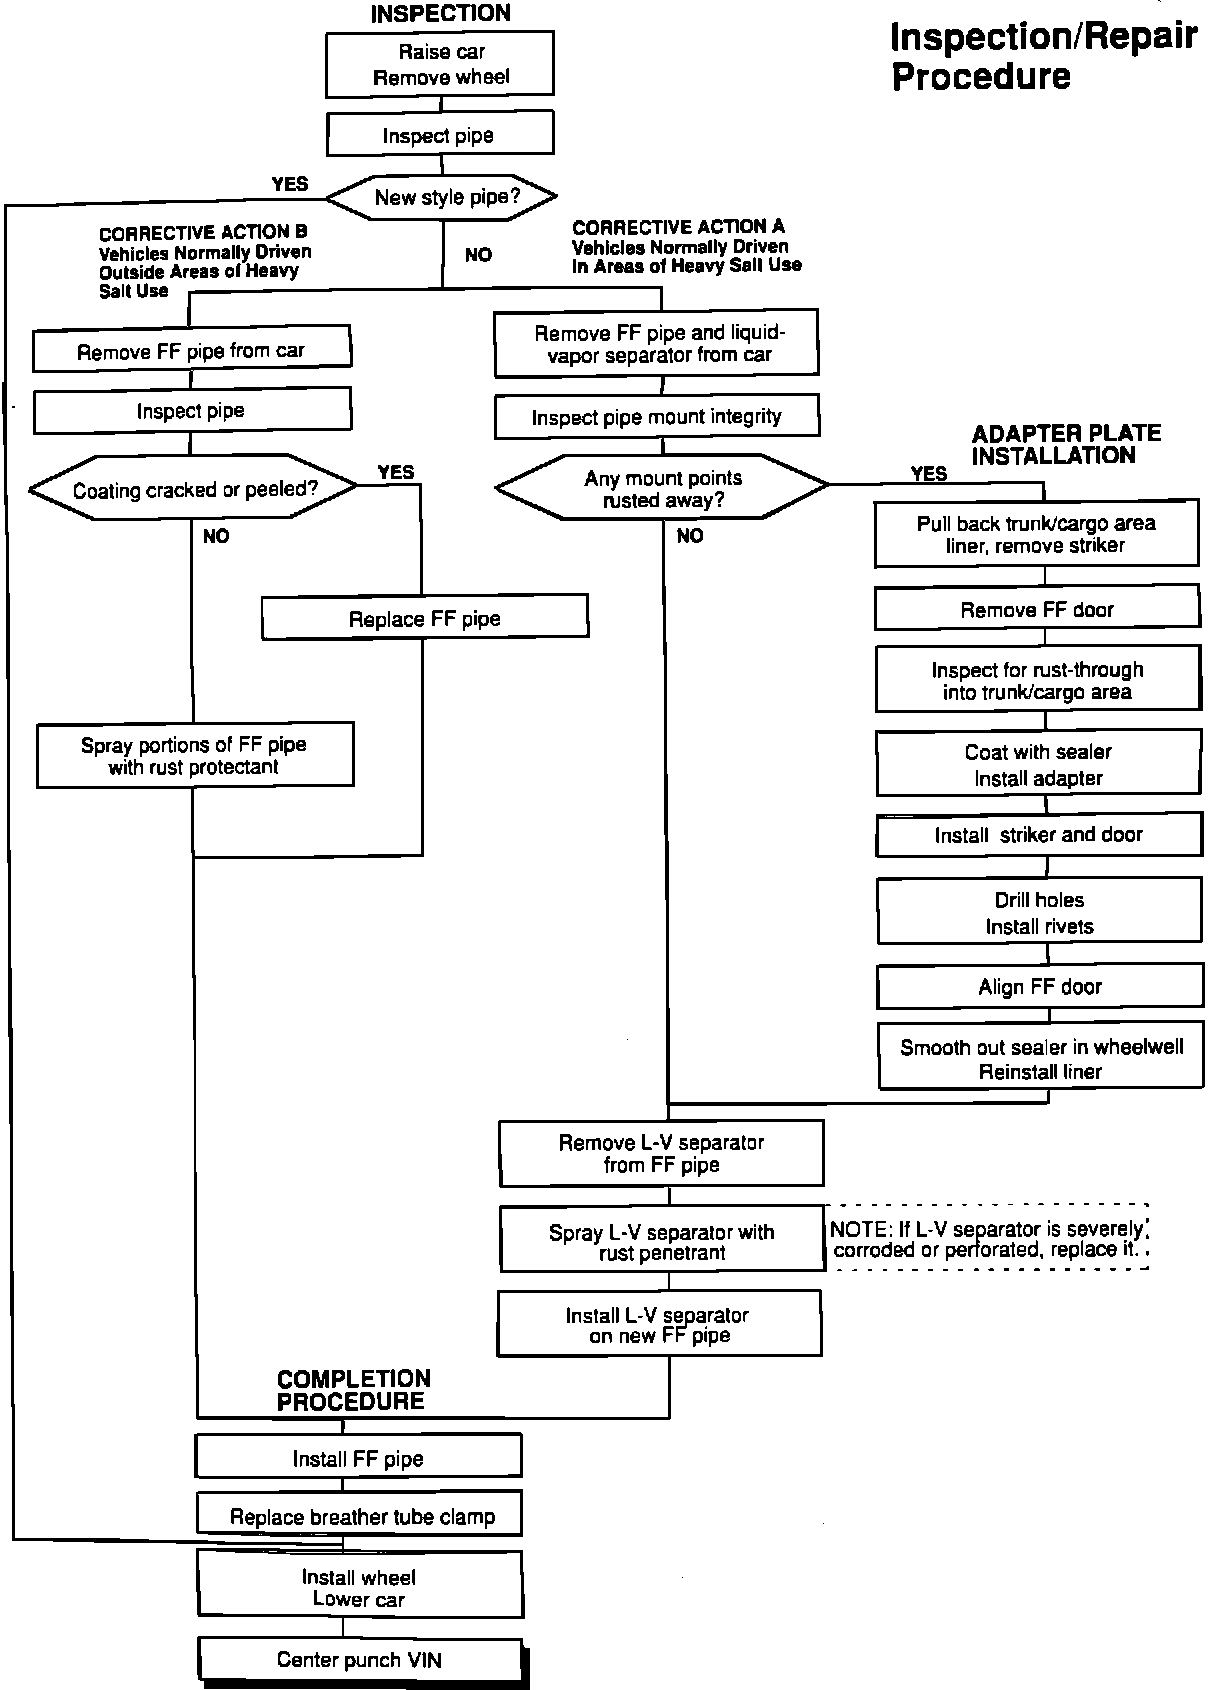 INSPECTION
Inspection/Repair
Procedure
Raise car
Remove wheel
Inspect pipe
YES
New style pipe?
NO
CORRECTIVE ACTION B
Vehicles Normally Driven
Outside Areas of Heavy
Salt Use
CORRECTIVE ACTION A
Vehicles Normally Driven
In Areas of Heavy Salt Use
Remove FF pipe from car
Inspect pipe
Coating cracked or peeled?
YES
NO
Replace FF pipe
Spray portions of FF pipe
with rust protectant
Remove FF pipe and liquid-
vapor separator from car
Inspect pipe mount integrity
Any mount points
rusted away?
YES
NO
ADAPTER PLATE
INSTALLATION
Pull back trunk/cargo area
liner, remove striker
Remove FF door
Inspect for rust-through
into trunk/cargo area
Coat with sealer
Install adapter
Install striker and door
Drill holes
Install rivets
Align FF door
Smooth out sealer in wheelwell
Reinstall liner
Remove L-V separator
from FF pipe
Spray L-V separator with
rust penetrant
NOTE: If L-V separator is severely
corroded or perforated, replace it.
Install L-V separator
on new FF pipe
COMPLETION
PROCEDURE
Install FF pipe
Replace breather tube clamp
Install wheel
Lower car
Center punch VIN